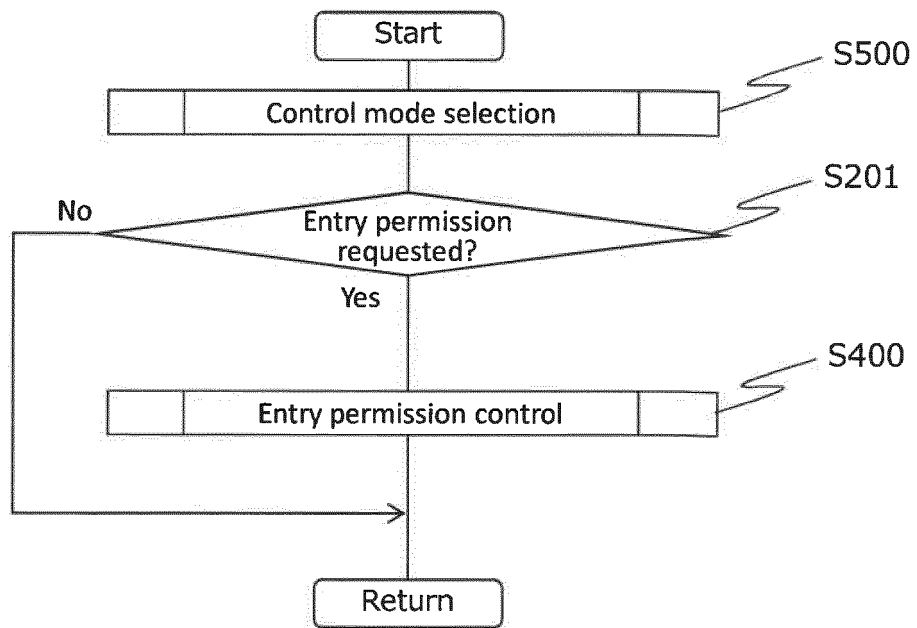 Start
S500
Control mode selection
S201
No
Entry permission
requested?
Yes
S400
Entry permission control
Return